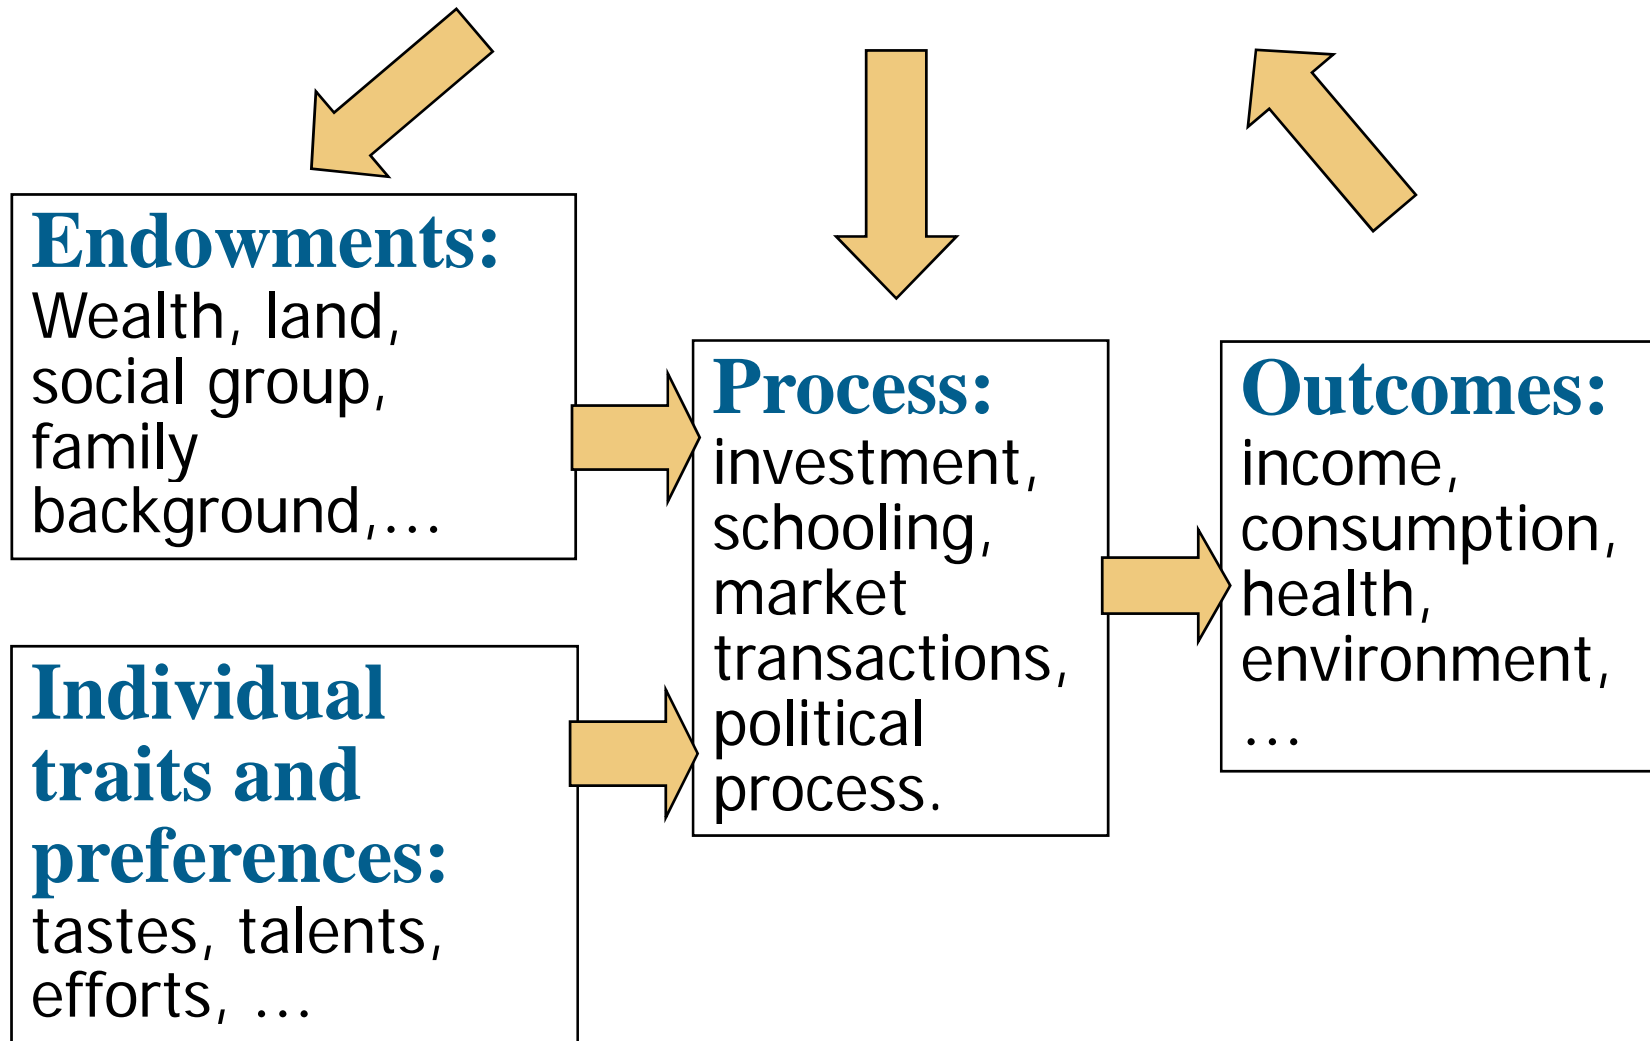 Endowments:
Wealth, land,
social group,
family
background,...
Individual
traits and
preferences:
tastes, talents,
efforts, ...
Process:
investment,
schooling,
market
transactions,
political
process.
Outcomes:
income,
consumption,
health,
environment,
...